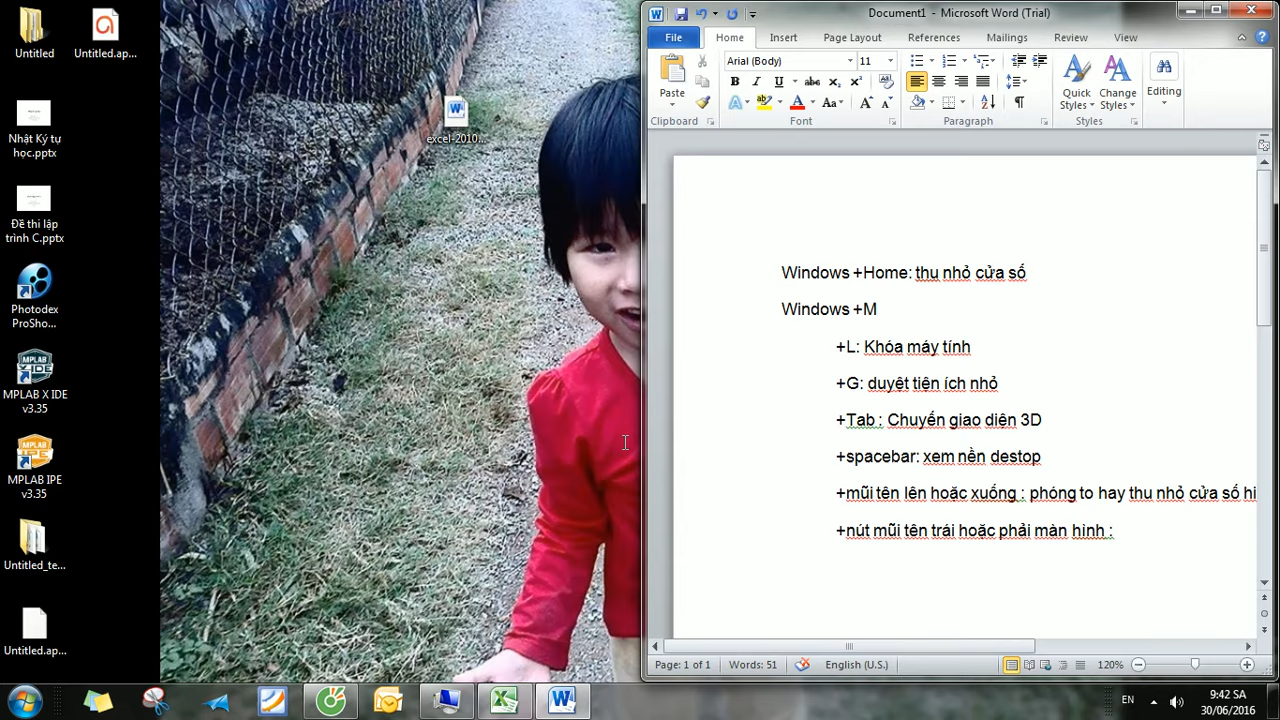 Untitled
Untitled.ap...
Nhật Ký tự
học.pptx
Đề thi lập
trình C.pptx
Photodex
ProSho...
MPLAB X IDE
v3.35
MPLAB IPE
v3.35
Untitled_te...
Untitled.ap...
excel-2010...
Document1 - Microsoft Word (Trial)
File Home Insert Page Layout References Mailings Review View
Arial (Body) 11
Paste
Quick
Styles
Change
Styles
Editing
Clipboard Font Paragraph Styles
Windows +Home: thu nhỏ cửa số
Windows +M
+L: Khóa máy tính
+G: duyệt tiện ích nhỏ
+Tab : Chuyến giao diện 3D
+spacebar: xem nền destop
+mũi tên lên hoặc xuống : phóng to hay thu nhỏ cửa số hi
+nút mũi tên trái hoặc phải màn hình :
Page: 1 of 1 Words: 51 English (U.S.) 120%
EN
9:42 SA
30/06/2016